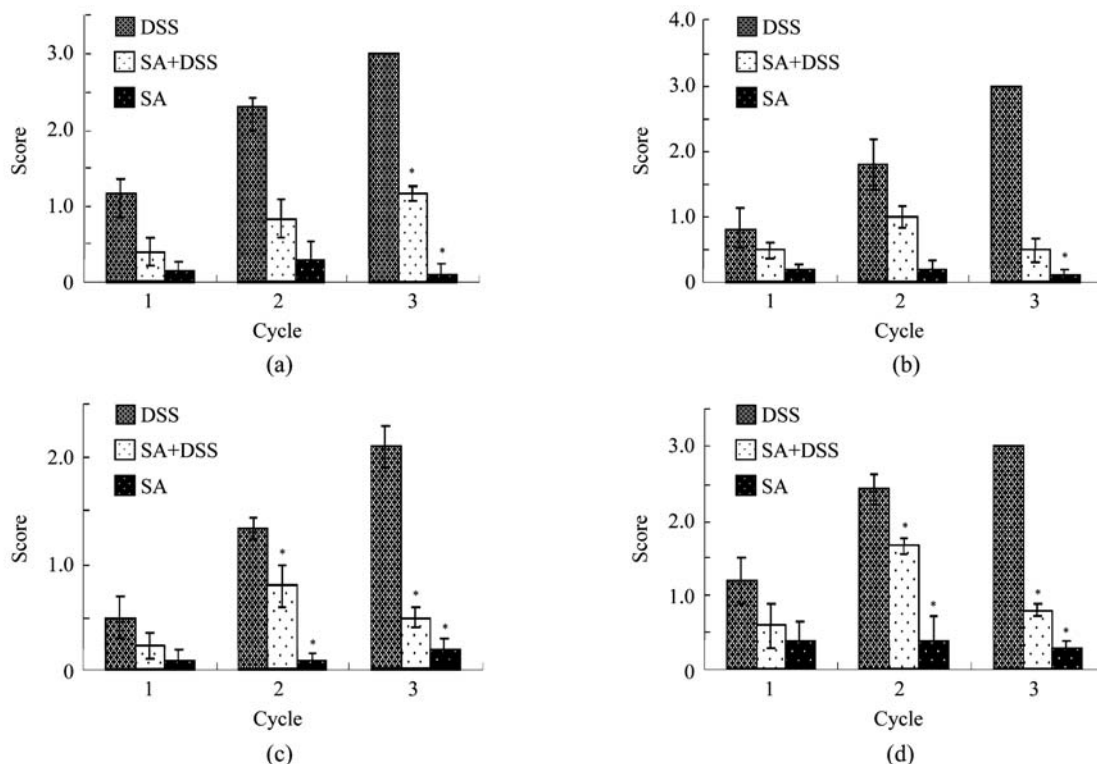 DSS
SA+DSS
SA
3.0
2.0
1.0
0
Score
*
*
1
2
3
Cycle
(a)
DSS
SA+DSS
SA
4.0
3.0
2.0
1.0
0
Score
*
1
2
3
Cycle
(b)
DSS
SA+DSS
SA
2.0
1.0
0
Score
*
*
*
*
1
2
3
Cycle
(c)
DSS
SA+DSS
SA
3.0
2.0
1.0
0
Score
*
*
*
*
1
2
3
Cycle
(d)